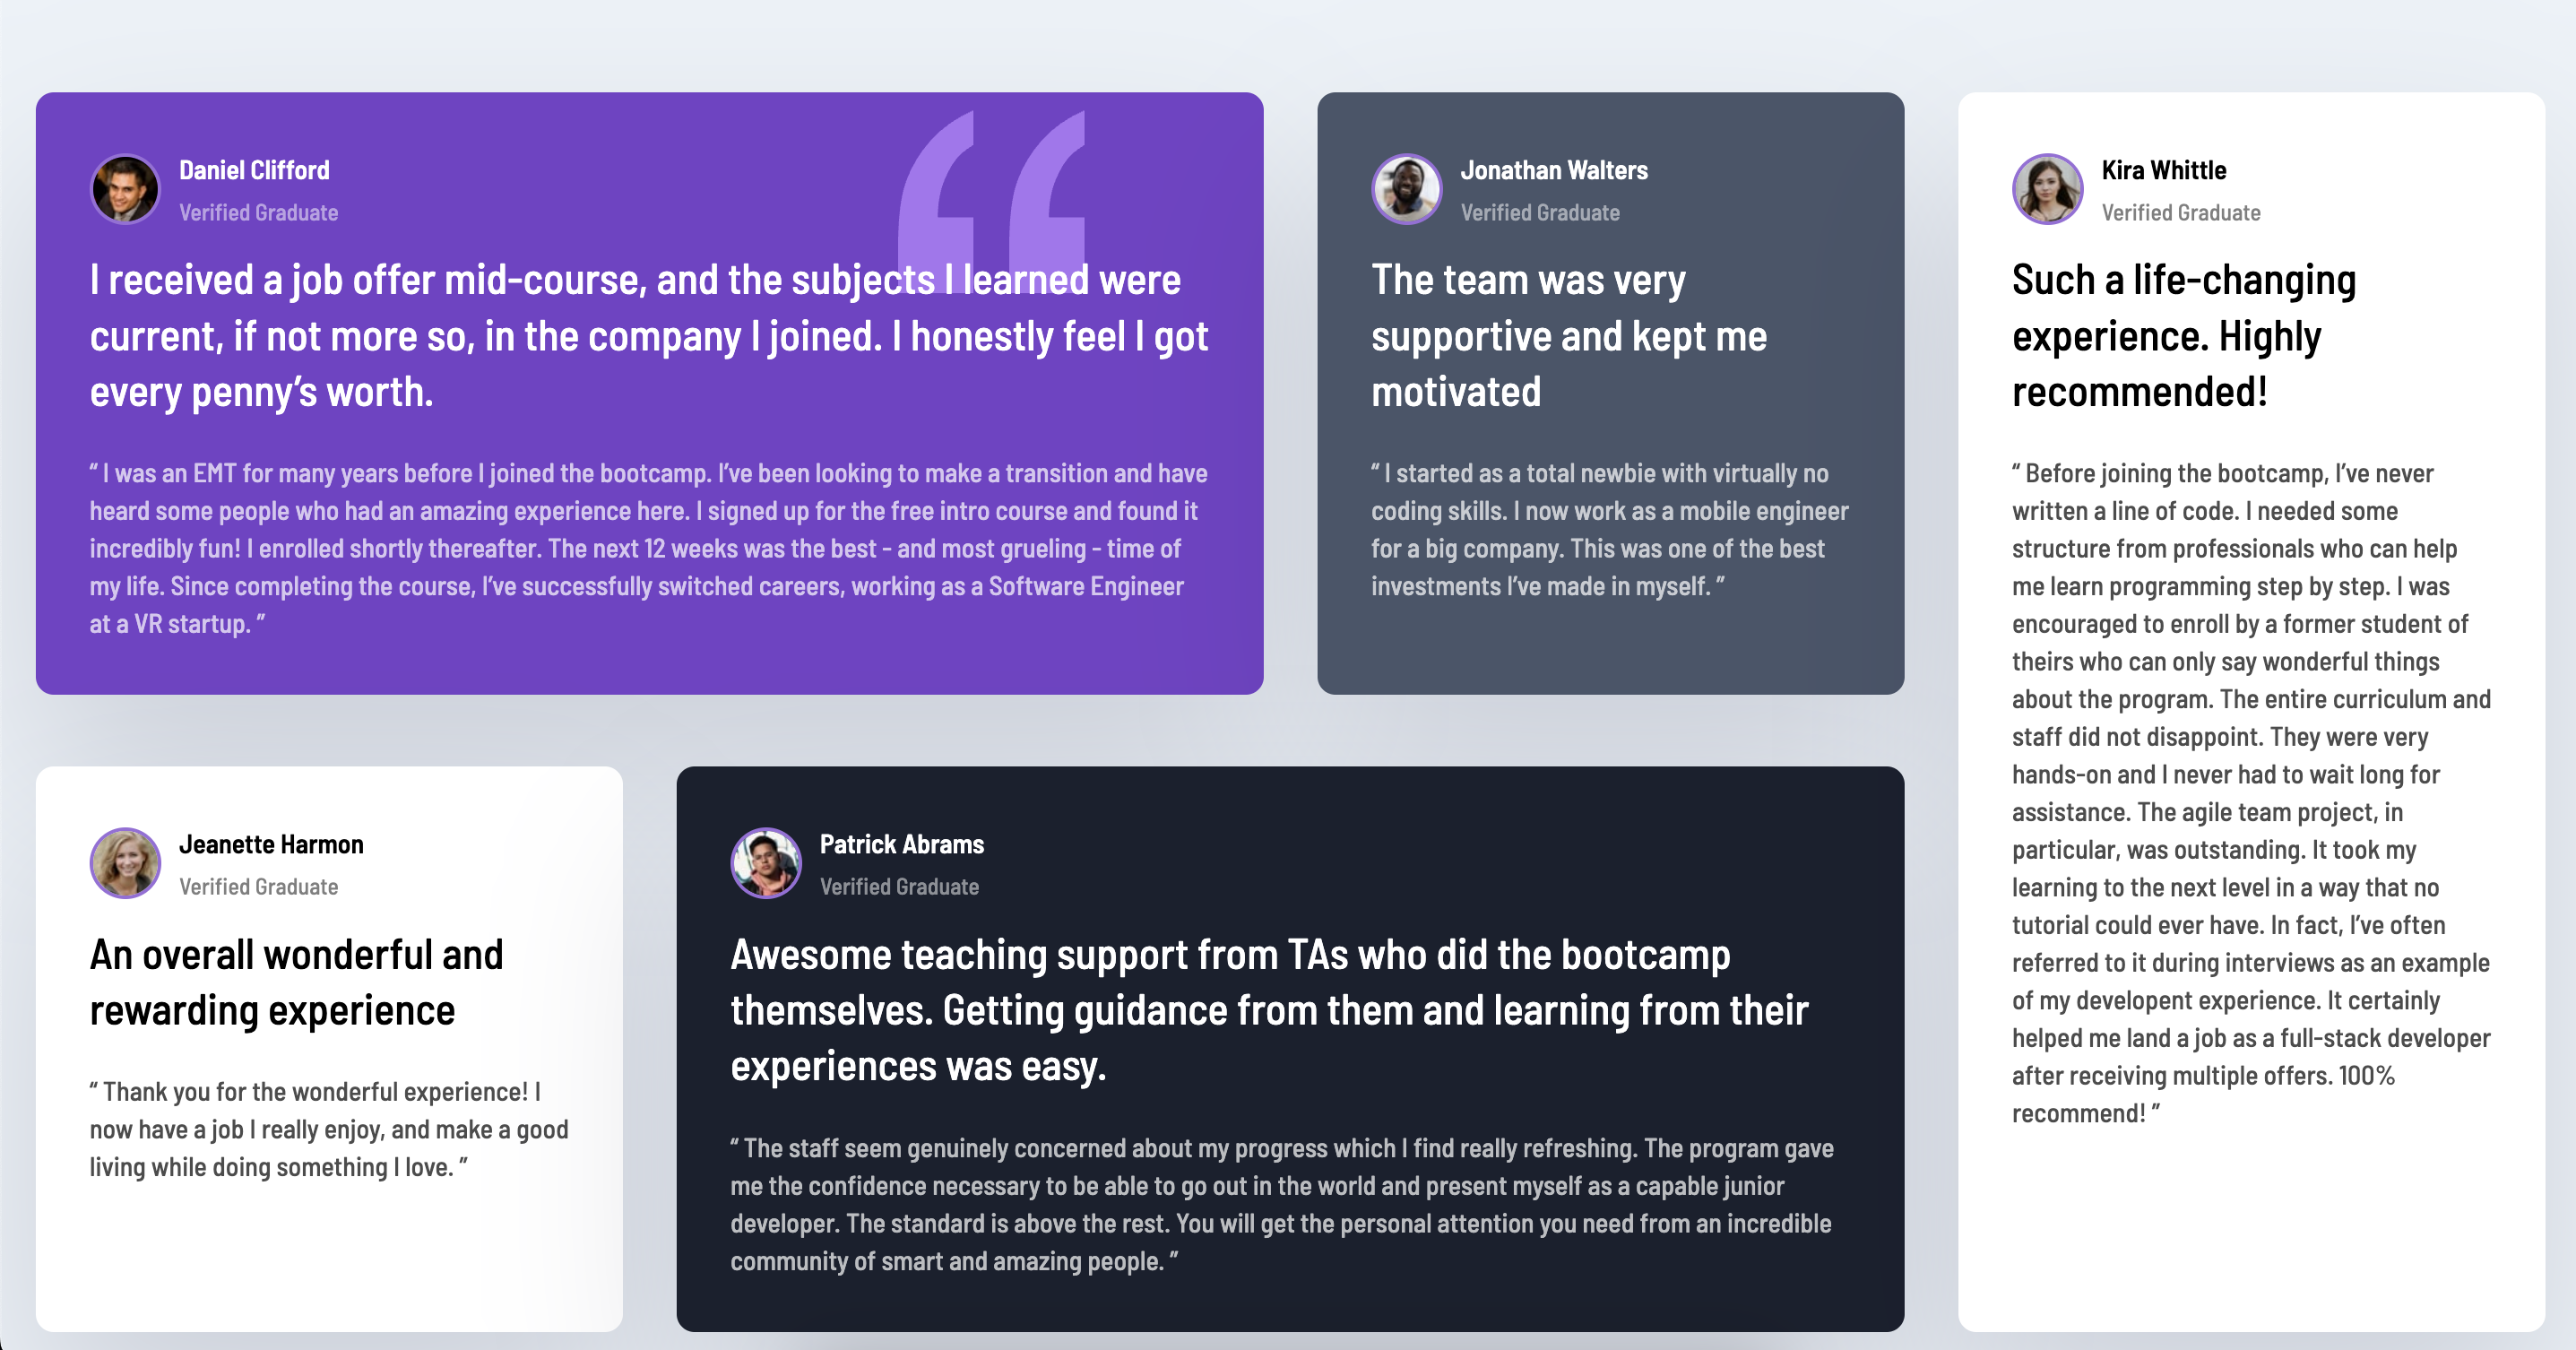 Daniel Clifford
Verified Graduate
I received a job offer mid-course, and the subjects I learned were
current, if not more so, in the company I joined. I honestly feel I got
every penny’s worth.
“ I was an EMT for many years before I joined the bootcamp. I’ve been looking to make a transition and have
heard some people who had an amazing experience here. I signed up for the free intro course and found it
incredibly fun! I enrolled shortly thereafter. The next 12 weeks was the best - and most grueling - time of
my life. Since completing the course, I’ve successfully switched careers, working as a Software Engineer
at a VR startup. ”
Jonathan Walters
Verified Graduate
The team was very
supportive and kept me
motivated
“ I started as a total newbie with virtually no
coding skills. I now work as a mobile engineer
for a big company. This was one of the best
investments I’ve made in myself. ”
Kira Whittle
Verified Graduate
Such a life-changing
experience. Highly
recommended!
“ Before joining the bootcamp, I’ve never
written a line of code. I needed some
structure from professionals who can help
me learn programming step by step. I was
encouraged to enroll by a former student of
theirs who can only say wonderful things
about the program. The entire curriculum and
staff did not disappoint. They were very
hands-on and I never had to wait long for
assistance. The agile team project, in
particular, was outstanding. It took my
learning to the next level in a way that no
tutorial could ever have. In fact, I’ve often
referred to it during interviews as an example
of my developent experience. It certainly
helped me land a job as a full-stack developer
after receiving multiple offers. 100%
recommend! ”
Jeanette Harmon
Verified Graduate
An overall wonderful and
rewarding experience
“ Thank you for the wonderful experience! I
now have a job I really enjoy, and make a good
living while doing something I love. ”
Patrick Abrams
Verified Graduate
Awesome teaching support from TAs who did the bootcamp
themselves. Getting guidance from them and learning from their
experiences was easy.
“ The staff seem genuinely concerned about my progress which I find really refreshing. The program gave
me the confidence necessary to be able to go out in the world and present myself as a capable junior
developer. The standard is above the rest. You will get the personal attention you need from an incredible
community of smart and amazing people. ”